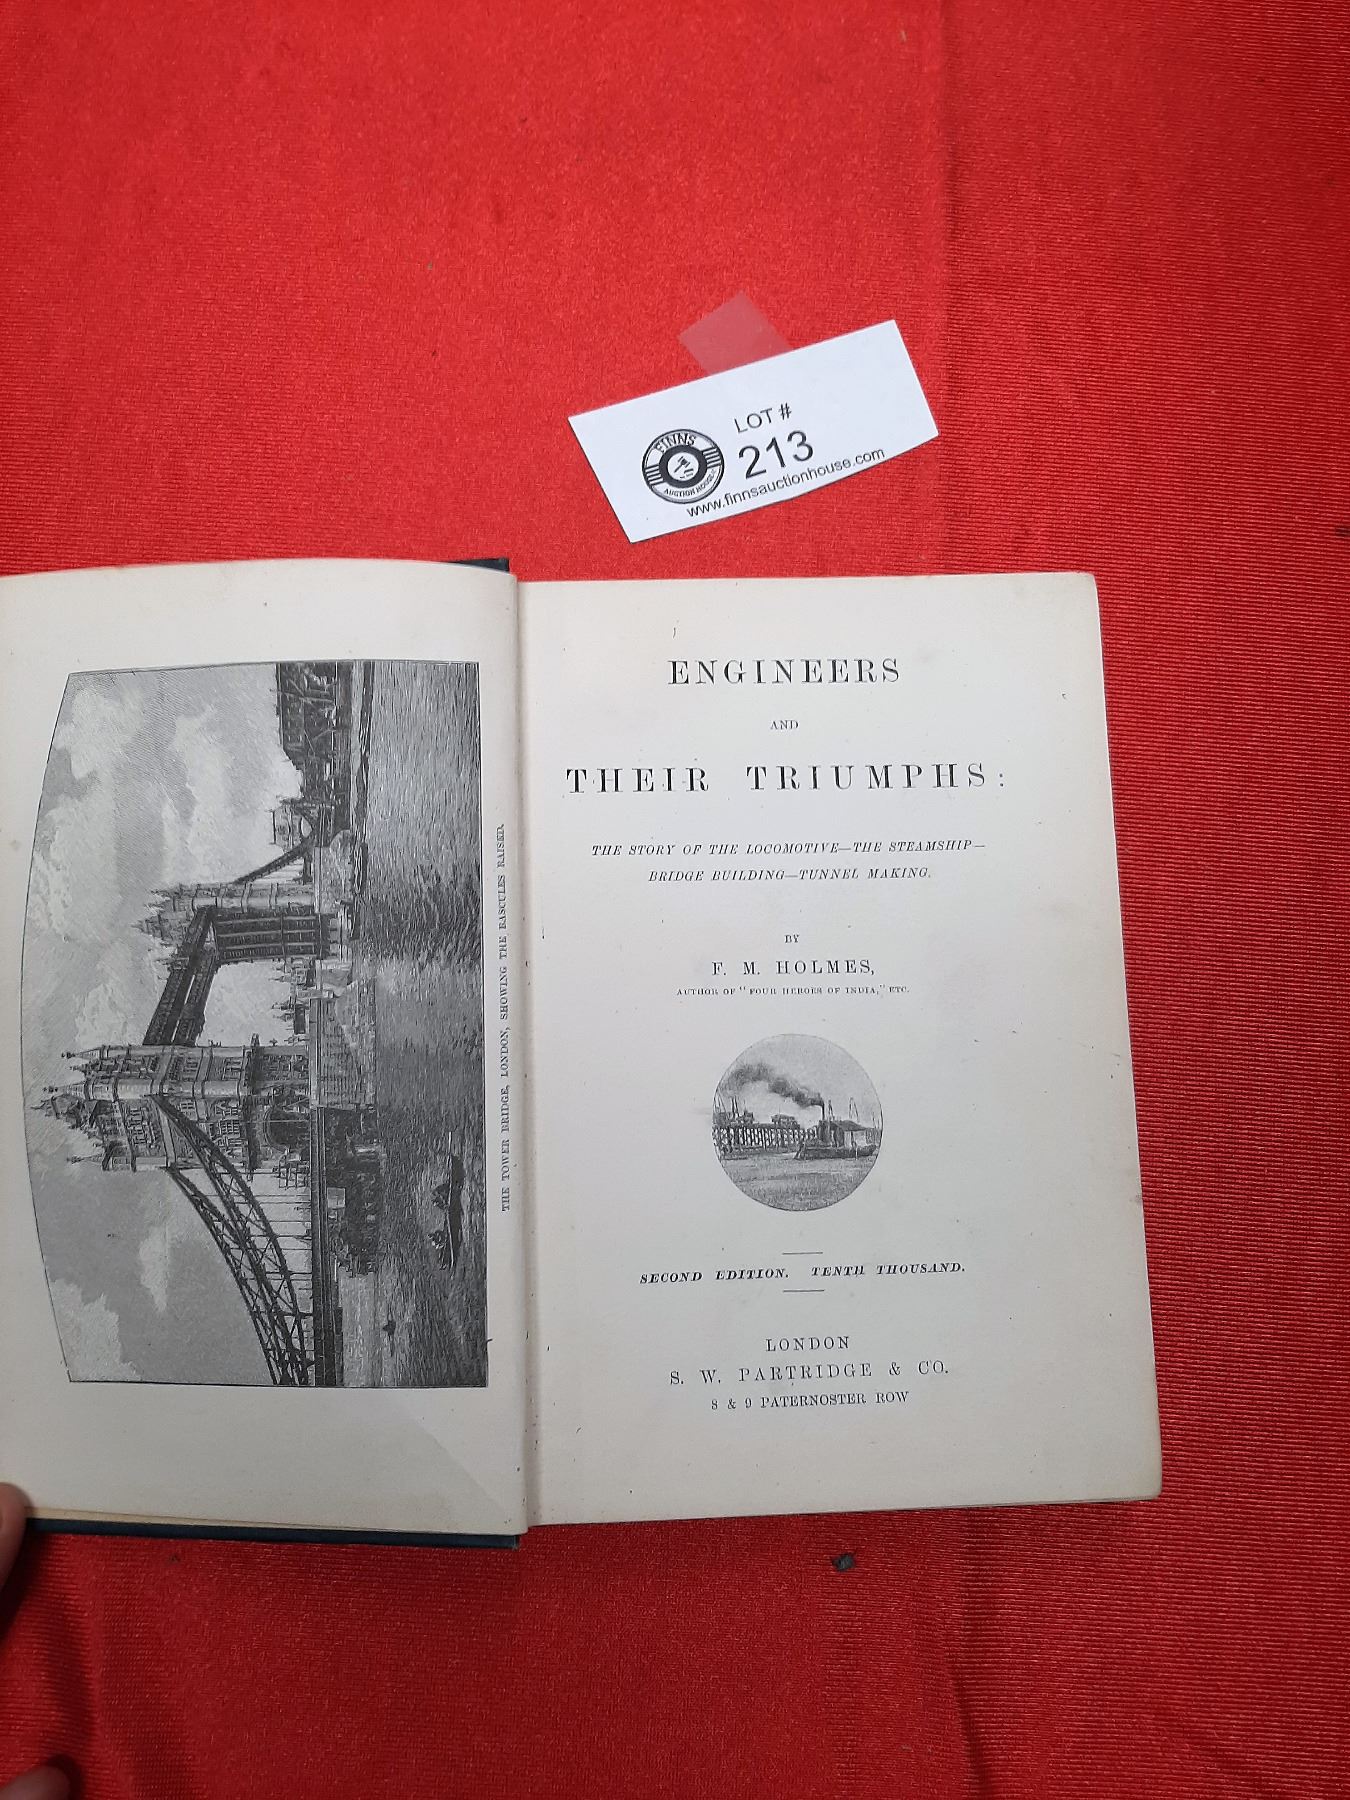 LOT #
FINNS
AUCTION HOUSE
213
www.finnsauctionhouse.com
THE TOWER BRIDGE, LONDON, SHOWING THE BASCULES RAISED.
ENGINEERS
AND
THEIR TRIUMPHS:
THE STORY OF THE LOCOMOTIVE—THE STEAMSHIP—
BRIDGE BUILDING—TUNNEL MAKING.
BY
F. M. HOLMES,
AUTHOR OF "FOUR HEROES OF INDIA," ETC.
SECOND EDITION. TENTH THOUSAND.
LONDON
S. W. PARTRIDGE & CO.
8 & 9 PATERNOSTER ROW